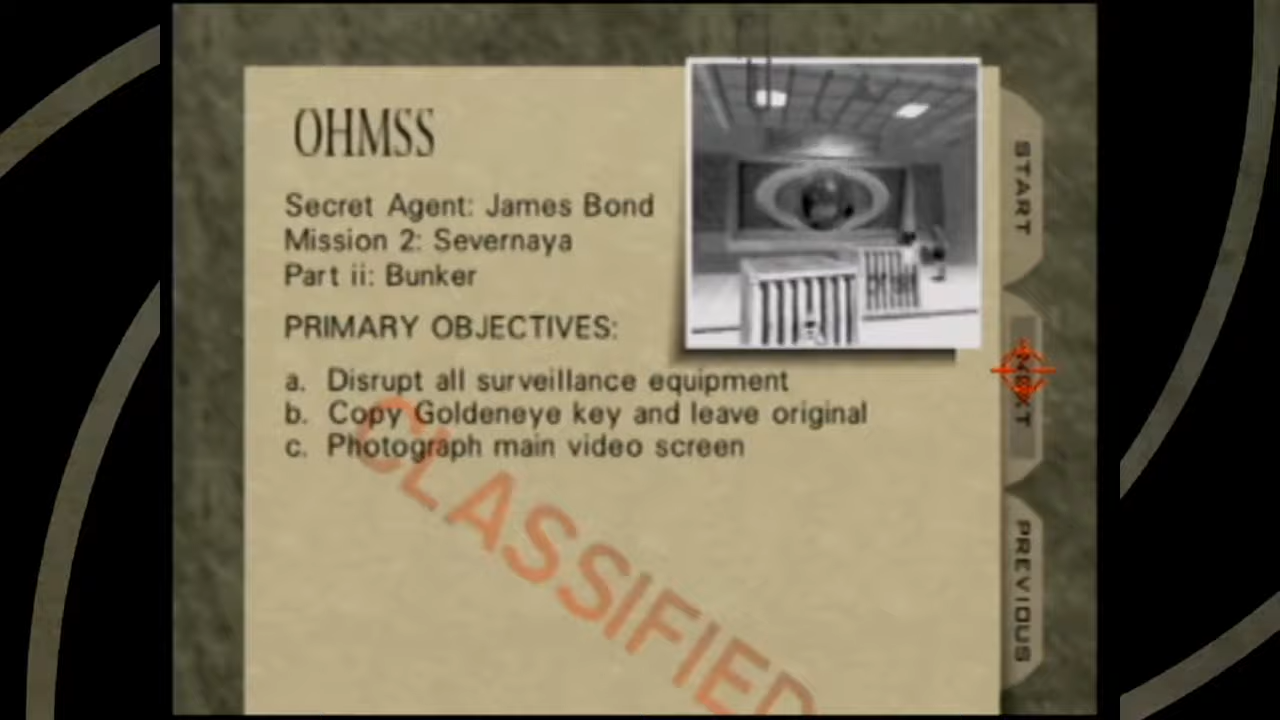 OHMSS
Secret Agent: James Bond
Mission 2: Severnaya
Part ii: Bunker
PRIMARY OBJECTIVES:
a. Disrupt all surveillance equipment
b. Copy Goldeneye key and leave original
c. Photograph main video screen
CLASSIFIED
START
NEXT
PREVIOUS